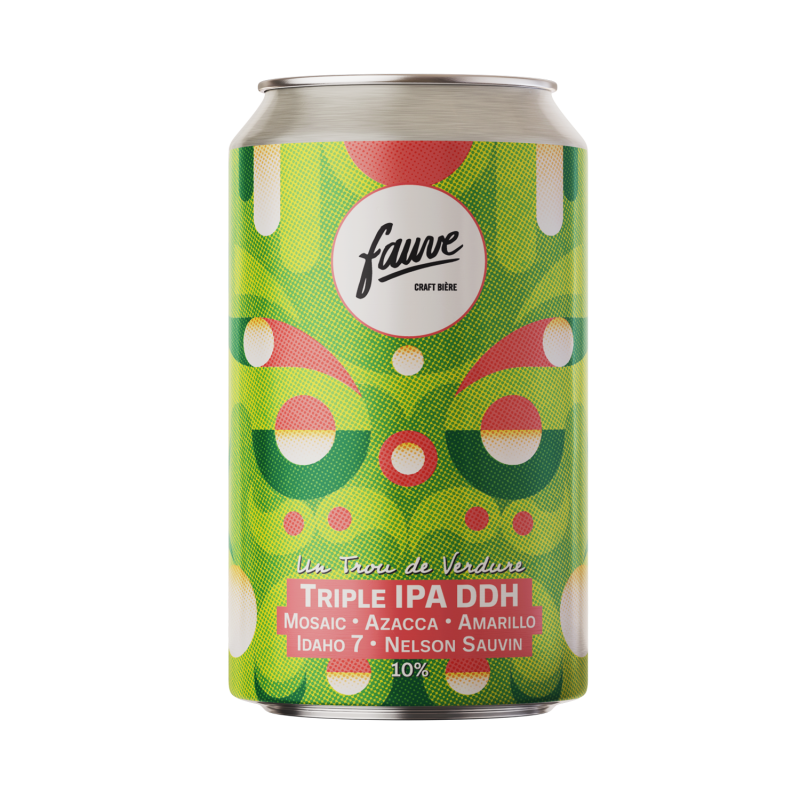 fauve
CRAFT BIÈRE
Un Trou de Verdure
TRIPLE IPA DDH
MOSAIC • AZACCA • AMARILLO
IDAHO 7 • NELSON SAUVIN
10%